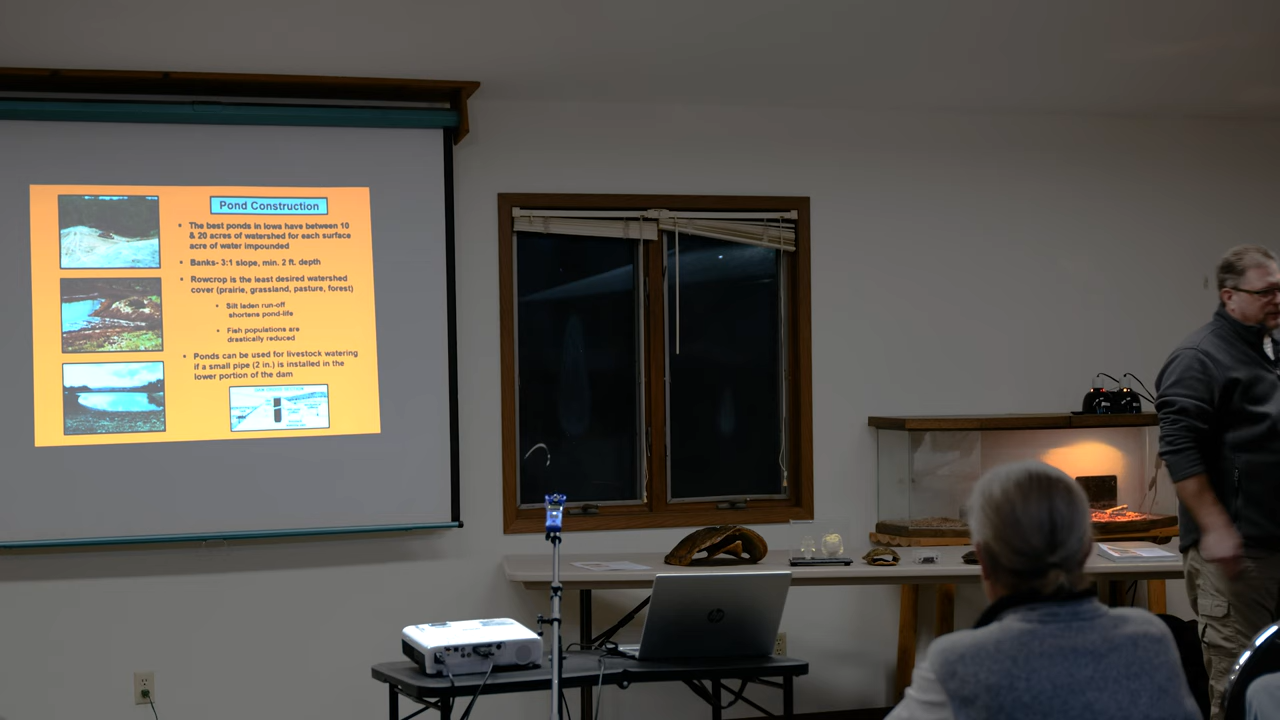 Pond Construction
• The best ponds in Iowa have between 10
& 20 acres of watershed for each surface
acre of water impounded
• Banks- 3:1 slope, min. 2 ft. depth
• Rowcrop is the least desired watershed
cover (prairie, grassland, pasture, forest)
• Silt laden run-off
shortens pond-life
• Fish populations are
drastically reduced
• Ponds can be used for livestock watering
if a small pipe (2 in.) is installed in the
lower portion of the dam
hp